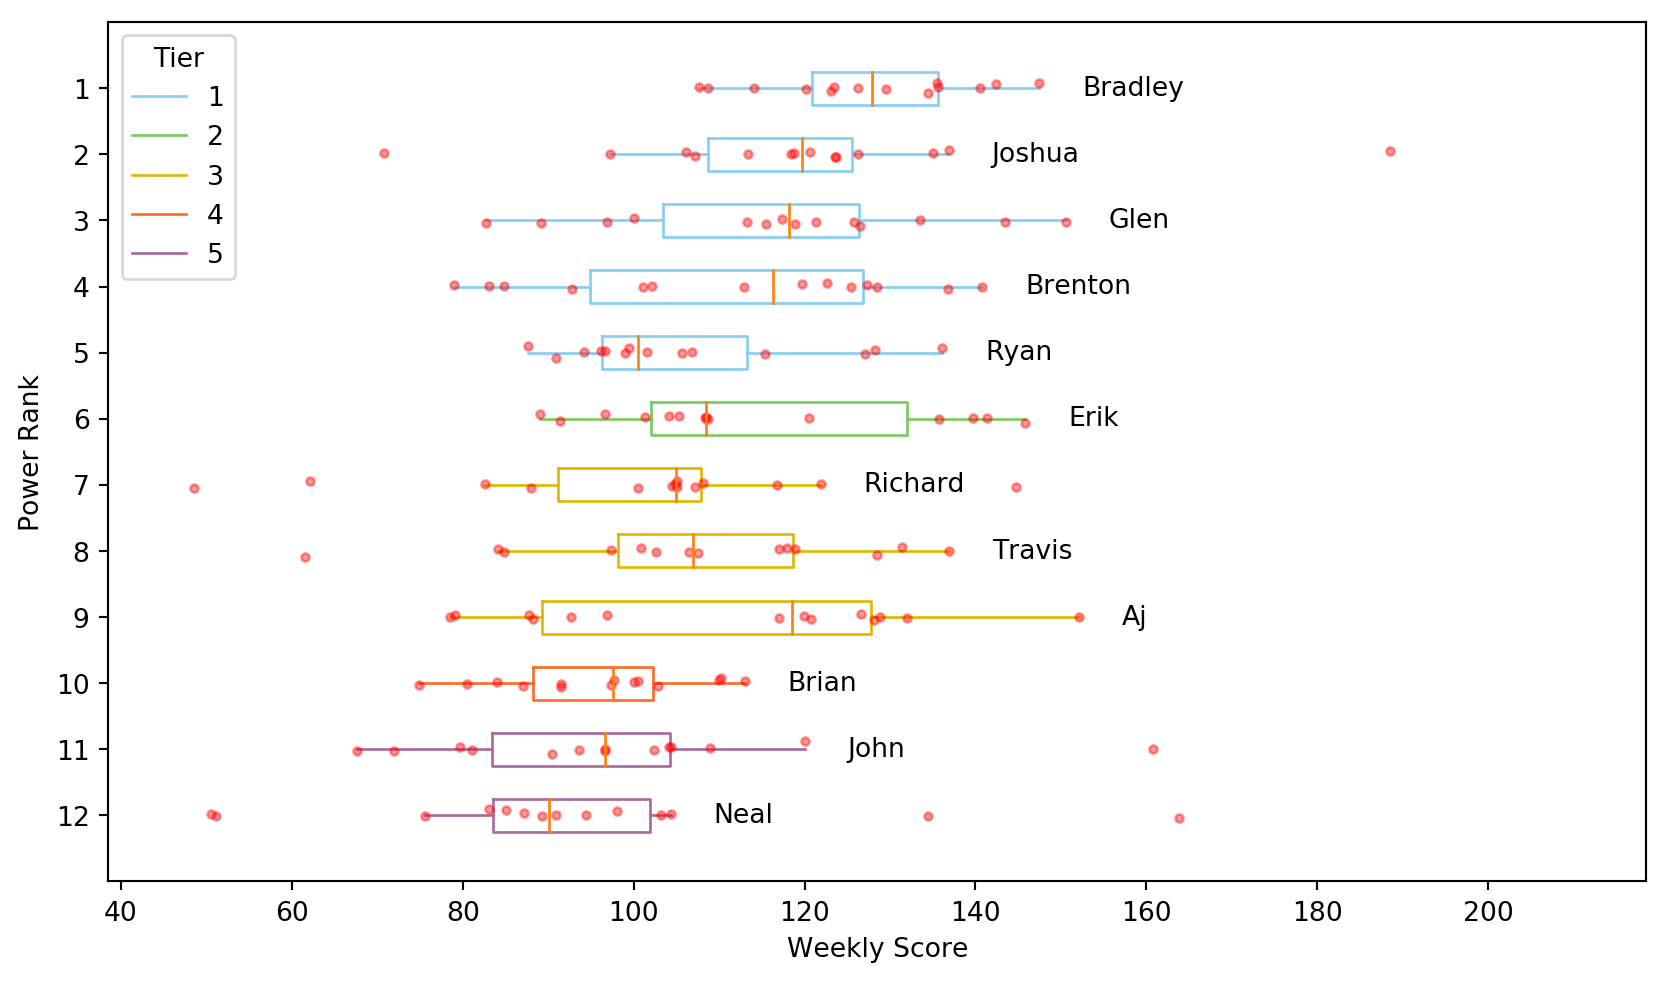 Tier
1
2
3
4
5
Power Rank
1 Bradley
2 Joshua
3 Glen
4 Brenton
5 Ryan
6 Erik
7 Richard
8 Travis
9 Aj
10 Brian
11 John
12 Neal
40 60 80 100 120 140 160 180 200
Weekly Score